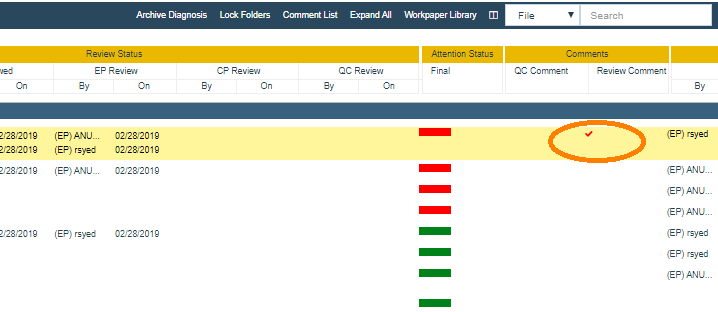 Archive Diagnosis Lock Folders Comment List Expand All Workpaper Library File Search
Review Status Attention Status Comments
wed EP Review CP Review QC Review Final QC Comment Review Comment
On By On By On By On By
2/28/2019 (EP) ANU... 02/28/2019 (EP) rsyed
2/28/2019 (EP) rsyed 02/28/2019
2/28/2019 (EP) ANU... 02/28/2019 (EP) ANU...
(EP) ANU...
(EP) ANU...
2/28/2019 (EP) rsyed 02/28/2019 (EP) rsyed
(EP) rsyed
(EP) ANU...